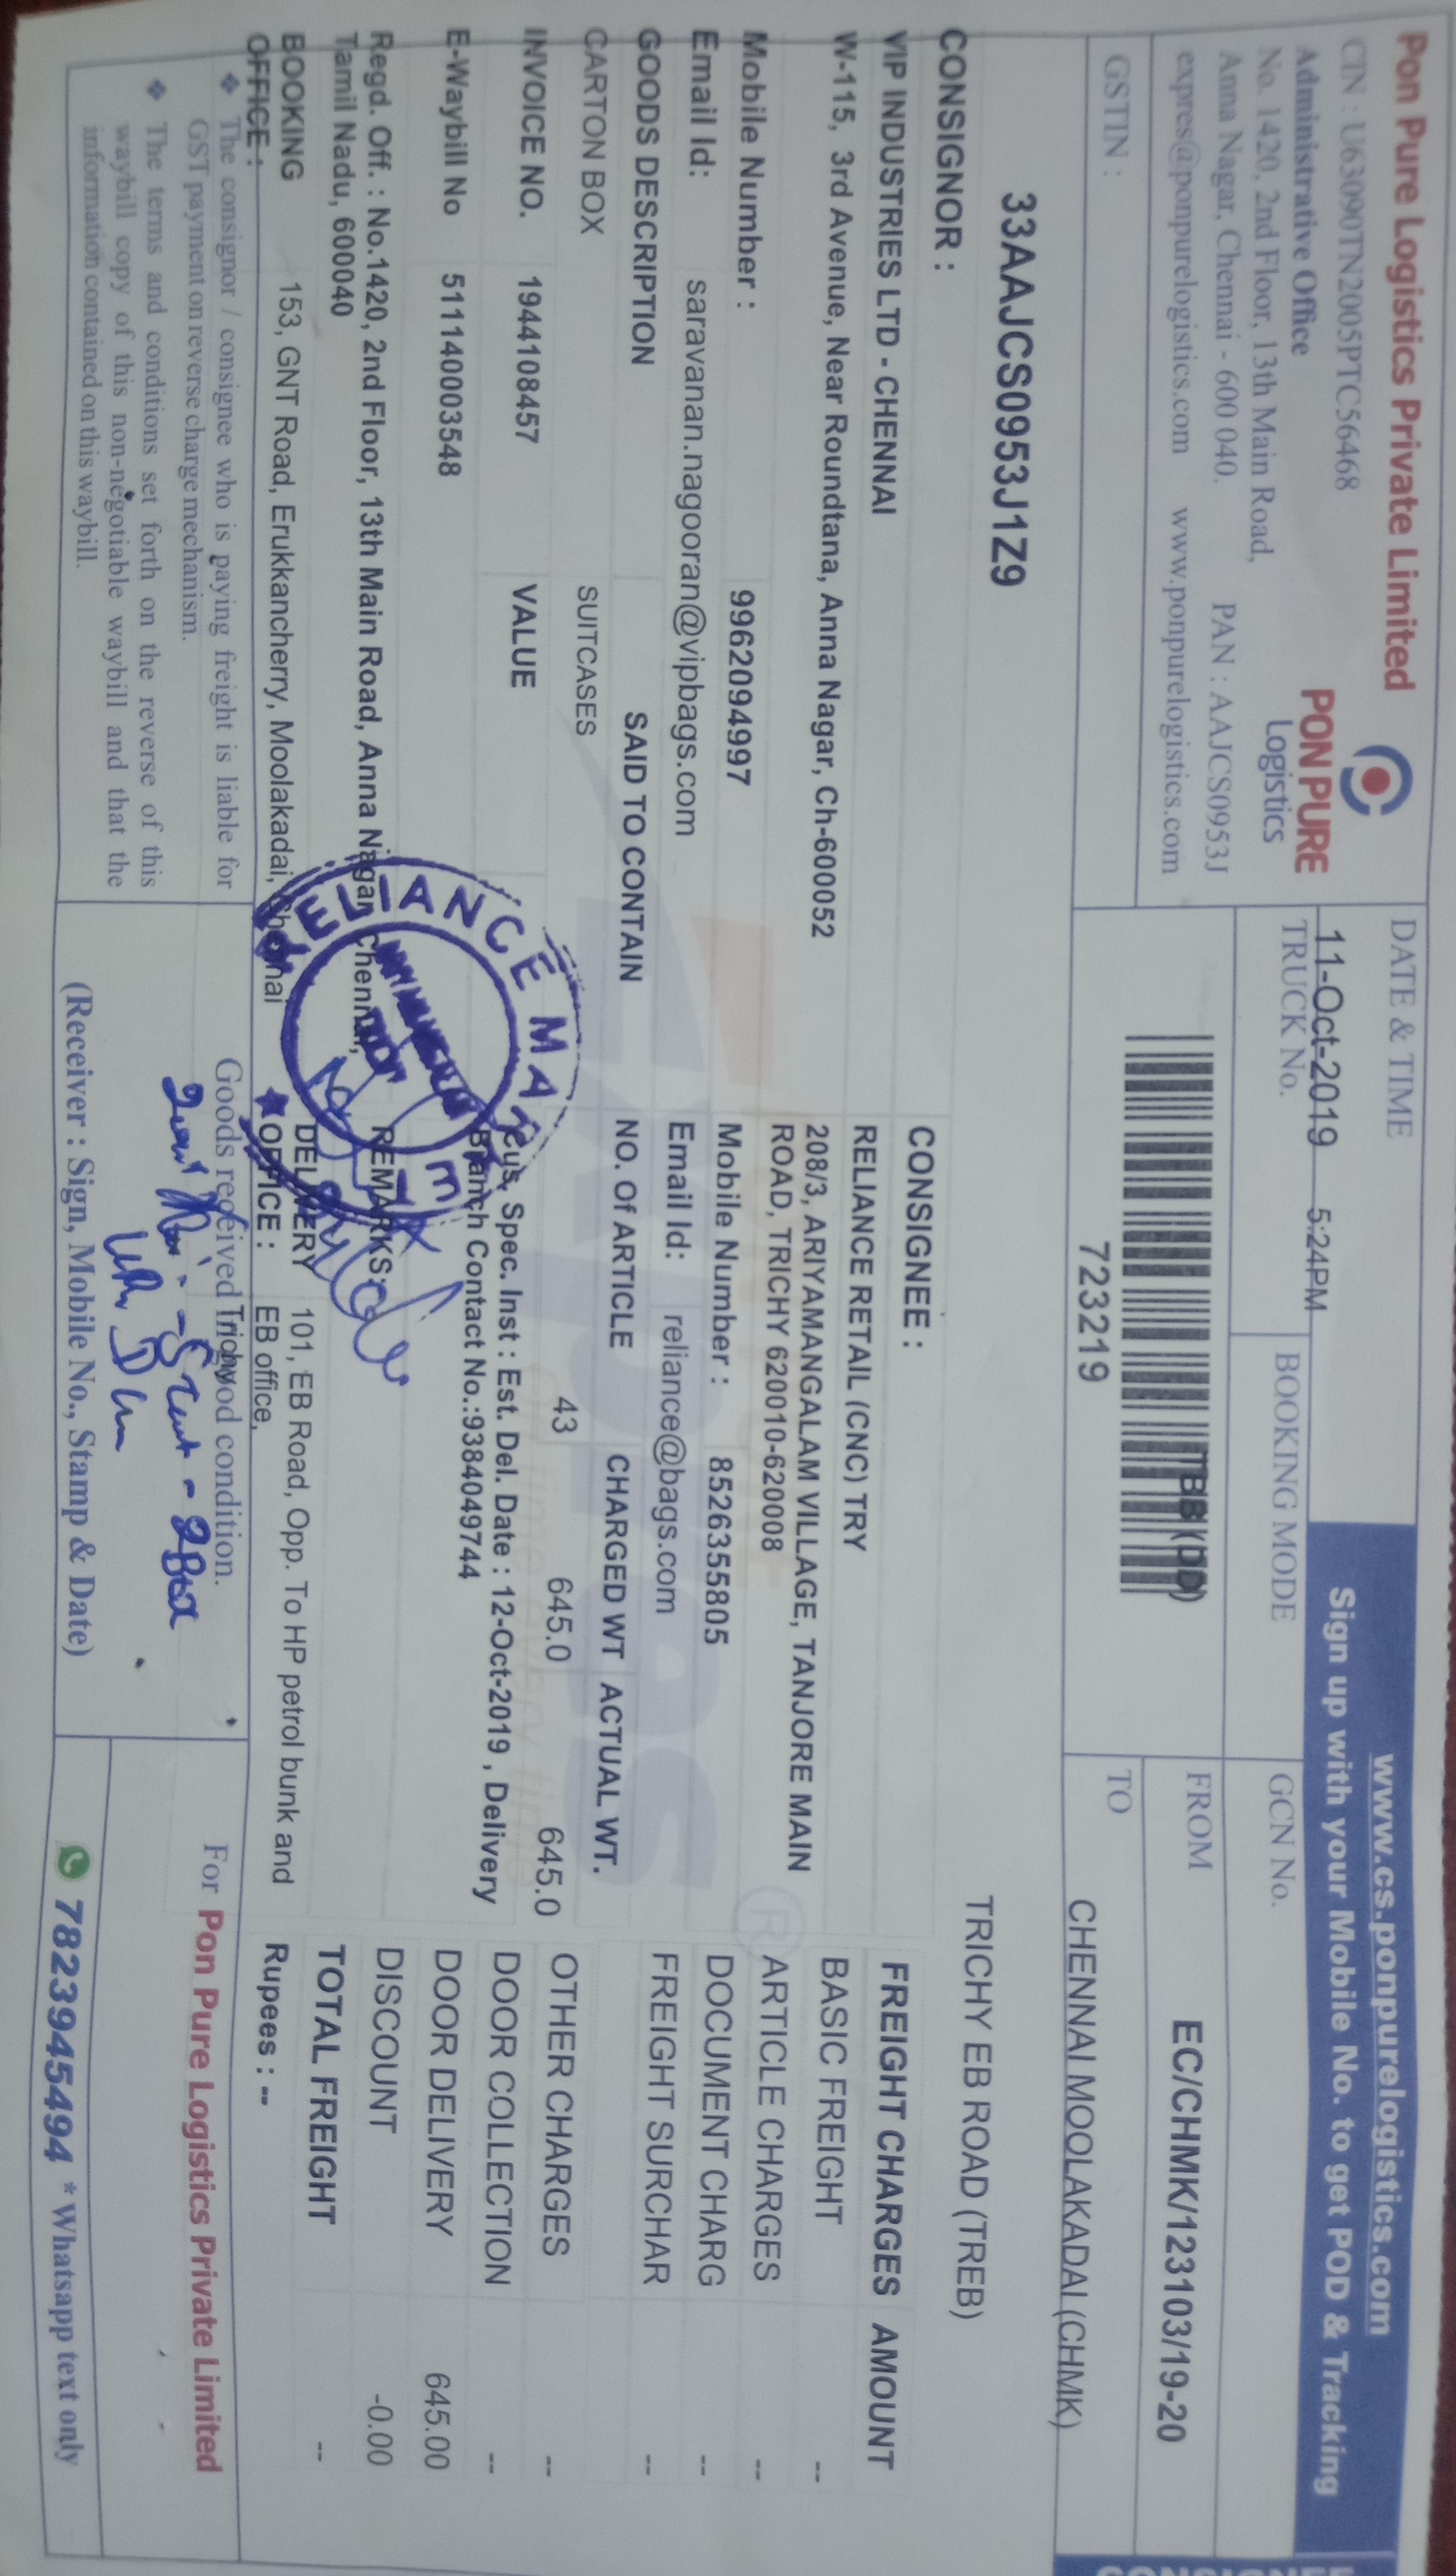 Pon Pure Logistics Private Limited
CIN : U63090TN2005PTC56468
Administrative Office
No. 1420, 2nd Floor, 13th Main Road,
Anna Nagar, Chennai - 600 040.
PAN : AAJCS0953J
expres@ponpurelogistics.com www.ponpurelogistics.com
PONPURE
Logistics
GSTIN :
33AAJCS0953J1Z9
DATE & TIME
11-Oct-2019 5:24PM
TRUCK No.
BOOKING MODE
TBB(DD)
723219
www.cs.ponpurelogistics.com
Sign up with your Mobile No. to get POD & Tracking
GCN No.
EC/CHMK/123103/19-20
FROM
CHENNAI MOOLAKADAI (CHMK)
TO
TRICHY EB ROAD (TREB)
CONSIGNOR :
VIP INDUSTRIES LTD - CHENNAI
W-115, 3rd Avenue, Near Roundtana, Anna Nagar, Ch-600052
Mobile Number : 9962094997
Email Id: saravanan.nagooran@vipbags.com
CONSIGNEE :
RELIANCE RETAIL (CNC) TRY
208/3, ARIYAMANGALAM VILLAGE, TANJORE MAIN
ROAD, TRICHY 620010-620008
Mobile Number : 8526355805
Email Id: reliance@bags.com
GOODS DESCRIPTION SAID TO CONTAIN NO. Of ARTICLE CHARGED WT ACTUAL WT.
CARTON BOX SUITCASES 43 645.0 645.0
INVOICE NO. 1944108457 VALUE
E-Waybill No 511140003548
Cus. Spec. Inst : Est. Del. Date : 12-Oct-2019 , Delivery
Branch Contact No.:9384049744
Regd. Off. : No.1420, 2nd Floor, 13th Main Road, Anna Nagar, Chennai,
Tamil Nadu, 600040
REMARKS:
BOOKING OFFICE : 153, GNT Road, Erukkancherry, Moolakadai, Chennai
DELIVERY OFFICE : 101, EB Road, Opp. To HP petrol bunk and
EB office,
Trichy
FREIGHT CHARGES AMOUNT
BASIC FREIGHT --
ARTICLE CHARGES --
DOCUMENT CHARG --
FREIGHT SURCHAR --
OTHER CHARGES --
DOOR COLLECTION --
DOOR DELIVERY 645.00
DISCOUNT -0.00
TOTAL FREIGHT --
Rupees : --
RELIANCE MA
❖ The consignor / consignee who is paying freight is liable for
GST payment on reverse charge mechanism.
❖ The terms and conditions set forth on the reverse of this
waybill copy of this non-negotiable waybill and that the
information contained on this waybill.
Goods received good condition.
(Receiver : Sign, Mobile No., Stamp & Date)
For Pon Pure Logistics Private Limited
7823945494 *Whatsapp text only